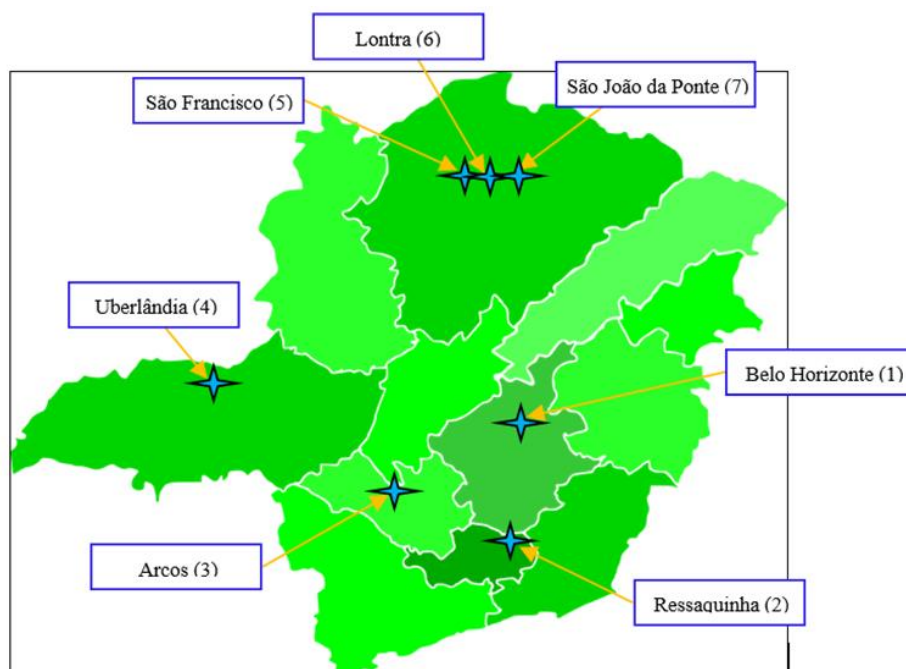 Lontra (6)
São Francisco (5)
São João da Ponte (7)
Uberlândia (4)
Belo Horizonte (1)
Arcos (3)
Ressaquinha (2)